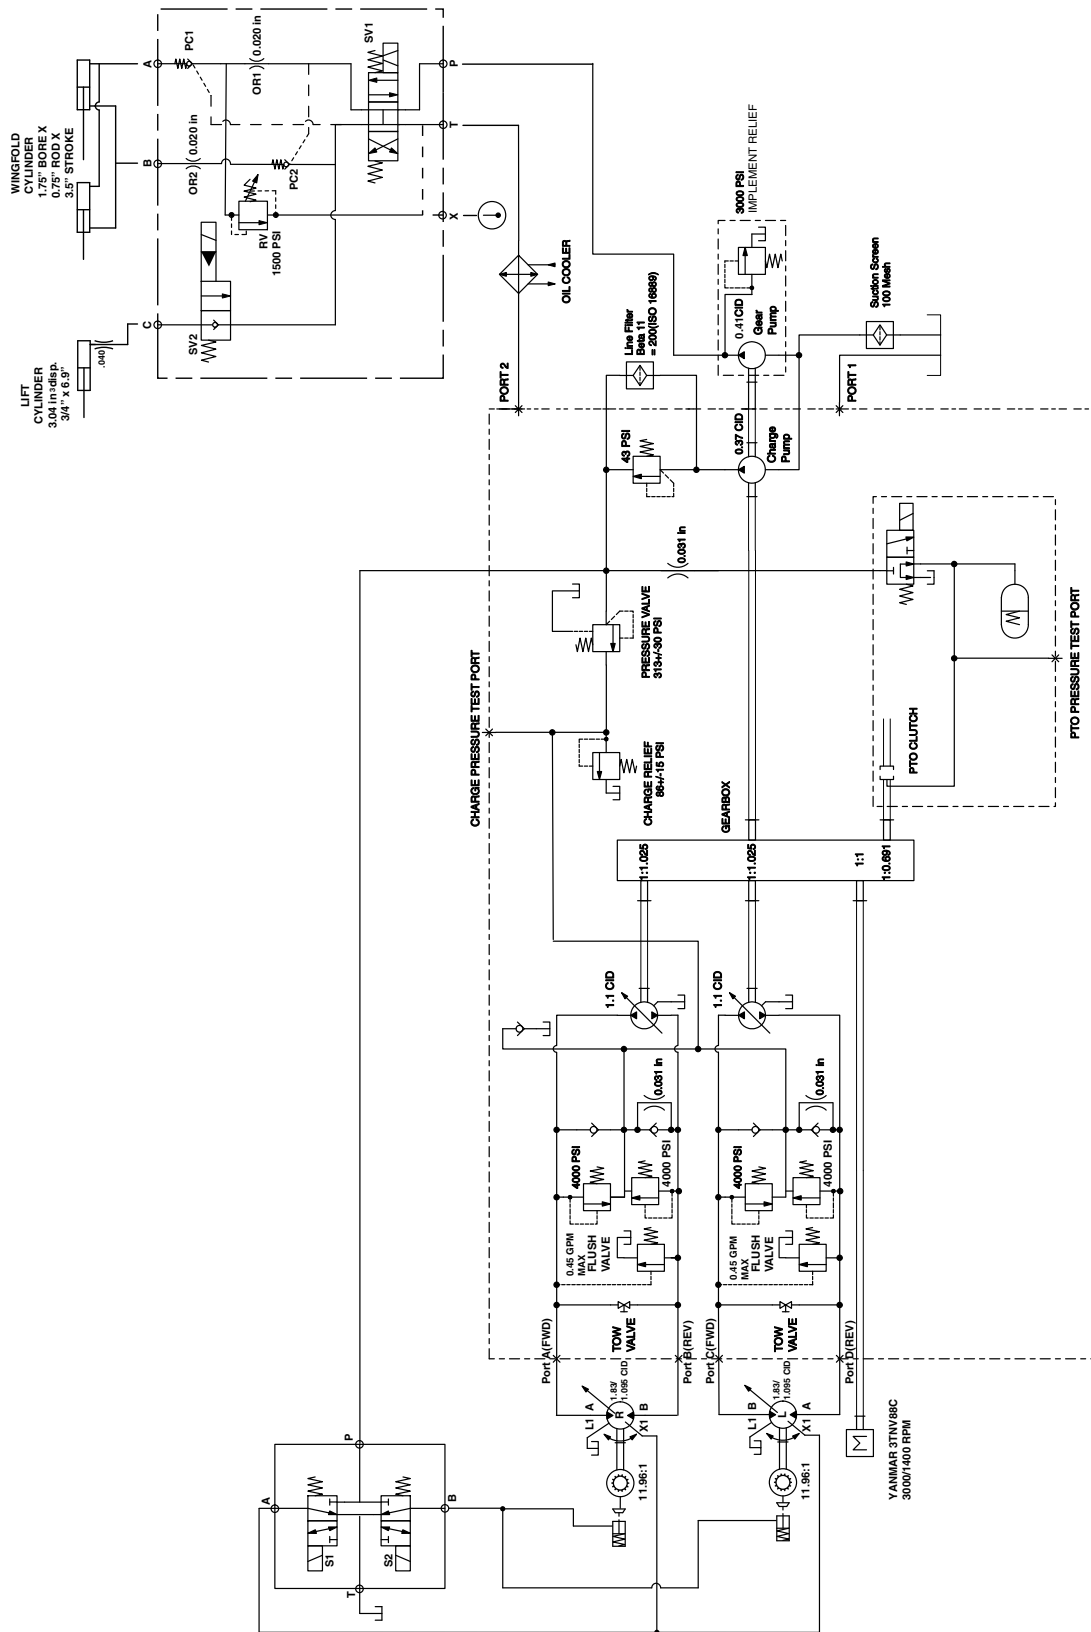 WINGFOLD
CYLINDER
1.75" BORE X
0.75" ROD X
3.5" STROKE
A
B
C
PC1
OR1
0.020 in
SV1
P
OR2
0.020 in
PC2
T
RV
1500 PSI
X
SV2
LIFT
CYLINDER
3.04 in³disp.
3/4" x 6.9"
.040
OIL COOLER
PORT 2
3000 PSI
IMPLEMENT RELIEF
0.41CID
Gear
Pump
Suction Screen
100 Mesh
PORT 1
Line Filter
Beta 11
= 200(ISO 16889)
43 PSI
0.37 CID
Charge
Pump
0.031 in
PRESSURE VALVE
313+/-30 PSI
CHARGE PRESSURE TEST PORT
CHARGE RELIEF
86+/-15 PSI
PTO PRESSURE TEST PORT
PTO CLUTCH
GEARBOX
1:1.025
1:1.025
1:1
1:0.691
1.1 CID
1.1 CID
0.031 in
0.031 in
4000 PSI
4000 PSI
4000 PSI
4000 PSI
0.45 GPM
MAX
FLUSH
VALVE
0.45 GPM
MAX
FLUSH
VALVE
TOW
VALVE
TOW
VALVE
Port A(FWD)
Port B(REV)
Port C(FWD)
Port D(REV)
1.83/
1.095 CID
L1
A
R
X1
B
1.83/
1.095 CID
L1
B
L
X1
A
11.96:1
11.96:1
M
YANMAR 3TNV88C
3000/1400 RPM
P
A
B
T
S1
S2